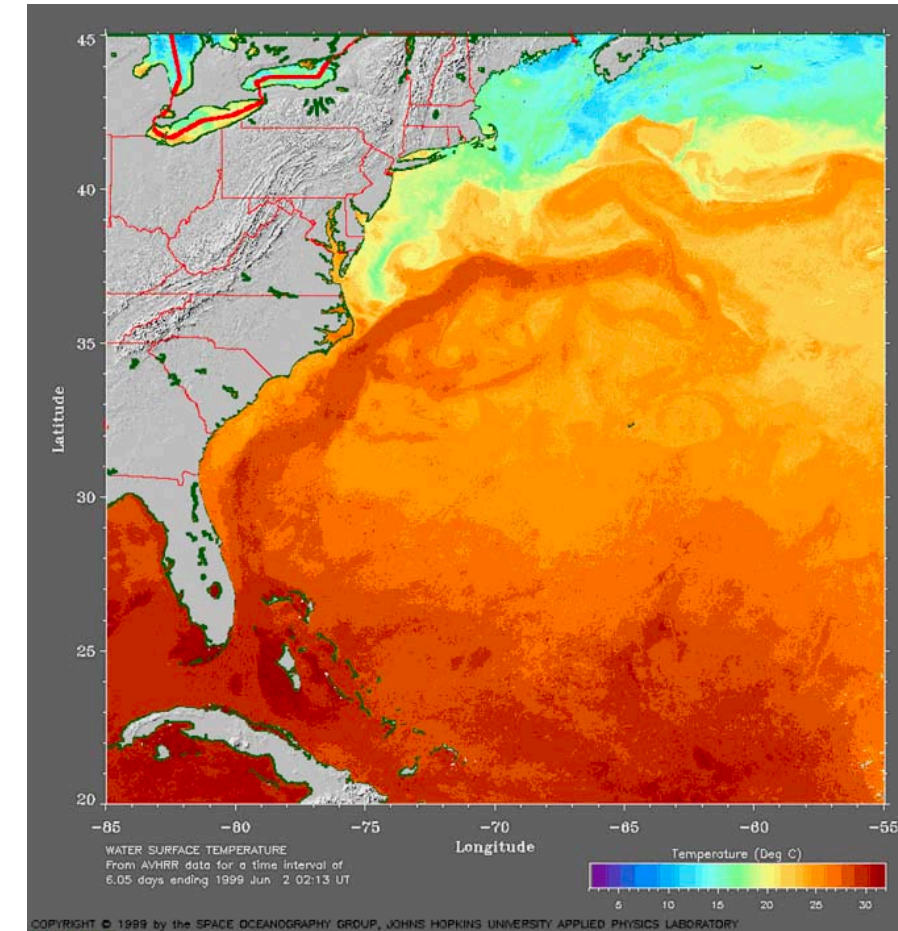 45
40
35
30
25
20
Latitude
-85 -80 -75 -70 -65 -60 -55
Longitude
WATER SURFACE TEMPERATURE
From AVHRR data for a time interval of
6.05 days ending 1999 Jun 2 02:13 UT
Temperature (Deg C)
5 10 15 20 25 30
COPYRIGHT © 1999 by the SPACE OCEANOGRAPHY GROUP, JOHNS HOPKINS UNIVERSITY APPLIED PHYSICS LABORATORY